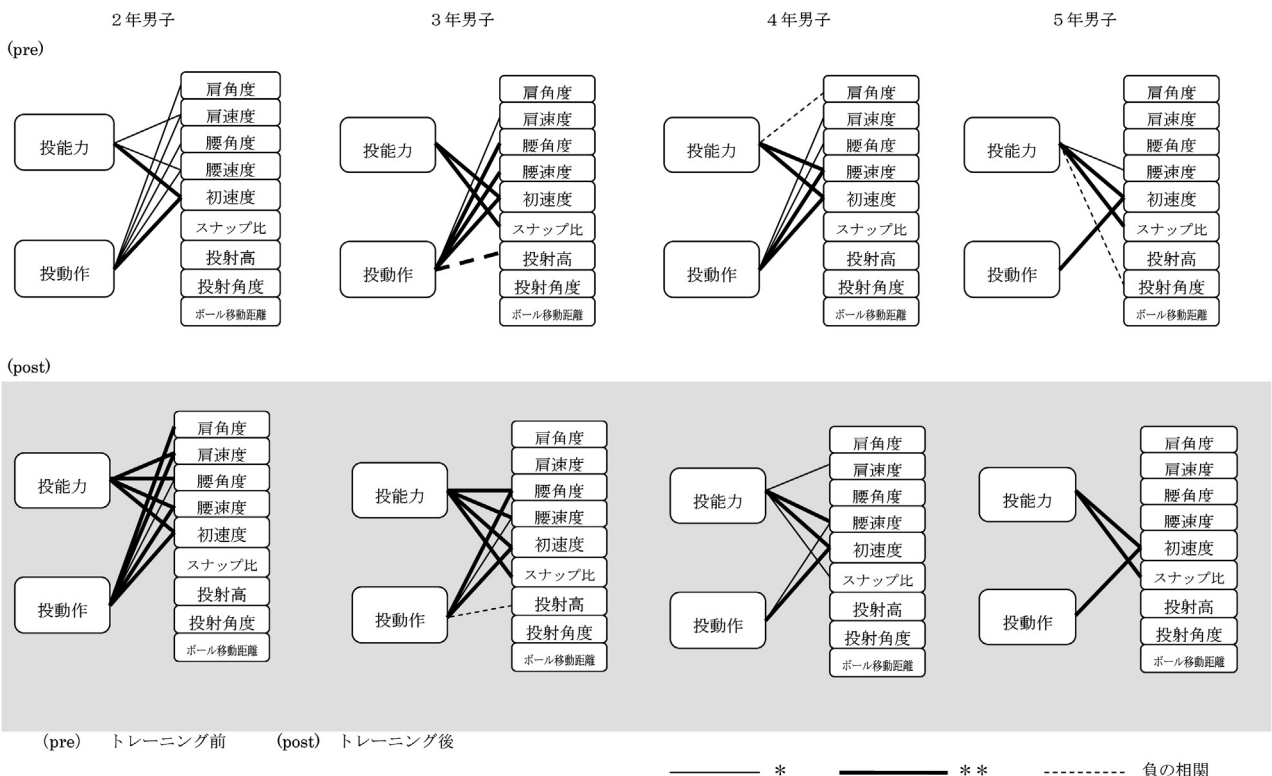 2年男子 3年男子 4年男子 5年男子
(pre)
肩角度
肩速度
腰角度
腰速度
初速度
スナップ比
投射高
投射角度
ボール移動距離
投能力
投動作
肩角度
肩速度
腰角度
腰速度
初速度
スナップ比
投射高
投射角度
ボール移動距離
投能力
投動作
肩角度
肩速度
腰角度
腰速度
初速度
スナップ比
投射高
投射角度
ボール移動距離
投能力
投動作
肩角度
肩速度
腰角度
腰速度
初速度
スナップ比
投射高
投射角度
ボール移動距離
投能力
投動作
(post)
肩角度
肩速度
腰角度
腰速度
初速度
スナップ比
投射高
投射角度
ボール移動距離
投能力
投動作
肩角度
肩速度
腰角度
腰速度
初速度
スナップ比
投射高
投射角度
ボール移動距離
投能力
投動作
肩角度
肩速度
腰角度
腰速度
初速度
スナップ比
投射高
投射角度
ボール移動距離
投能力
投動作
肩角度
肩速度
腰角度
腰速度
初速度
スナップ比
投射高
投射角度
ボール移動距離
投能力
投動作
(pre) トレーニング前 (post) トレーニング後
* ** 負の相関